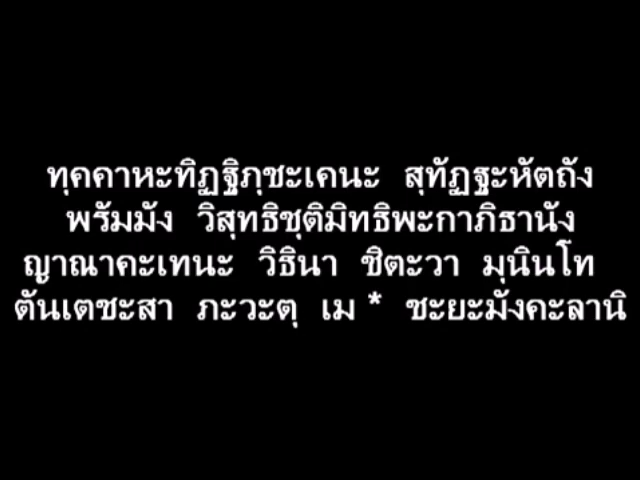 ทุคคาหะทิฏฐิภุชะเคนะ สุทัฏฐะหัตถัง
พรัมมัง วิสุทธิชุติมิทธิพะกาภิธานัง
ญาณาคะเทนะ วิธินา ชิตะวา มุนินโท
ตันเตชะสา ภะวะตุ เม * ชะยะมังคะลานิ